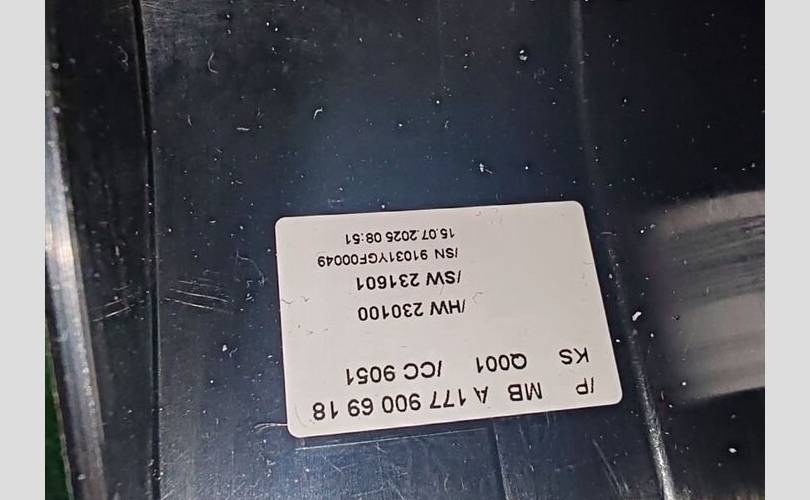 /P MB A 177 900 69 18
KS Q001 /CC 9051
/HW 230100
/SW 231601
/SN 91031YGF00049
15.07.2025 08:51